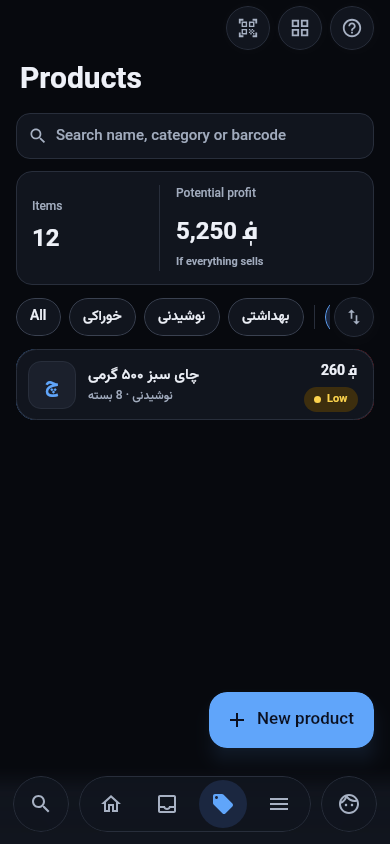 Products
Search name, category or barcode
Items
12
Potential profit
5,250 ؋
If everything sells
All
خوراکی
نوشیدنی
بهداشتی
چ
چای سبز ۵۰۰ گرمی
نوشیدنی · 8 بسته
260 ؋
Low
New product